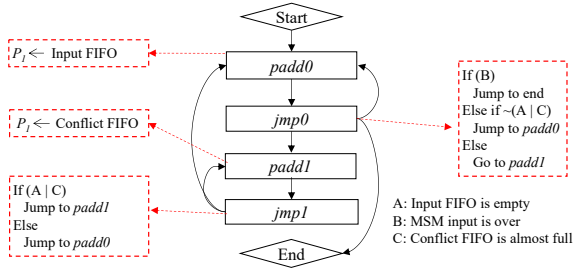 Start
P₁ ← Input FIFO
padd0
If (B)
Jump to end
Else if ~(A | C)
Jump to padd0
Else
Go to padd1
jmp0
P₁ ← Conflict FIFO
padd1
If (A | C)
Jump to padd1
Else
Jump to padd0
jmp1
A: Input FIFO is empty
B: MSM input is over
C: Conflict FIFO is almost full
End